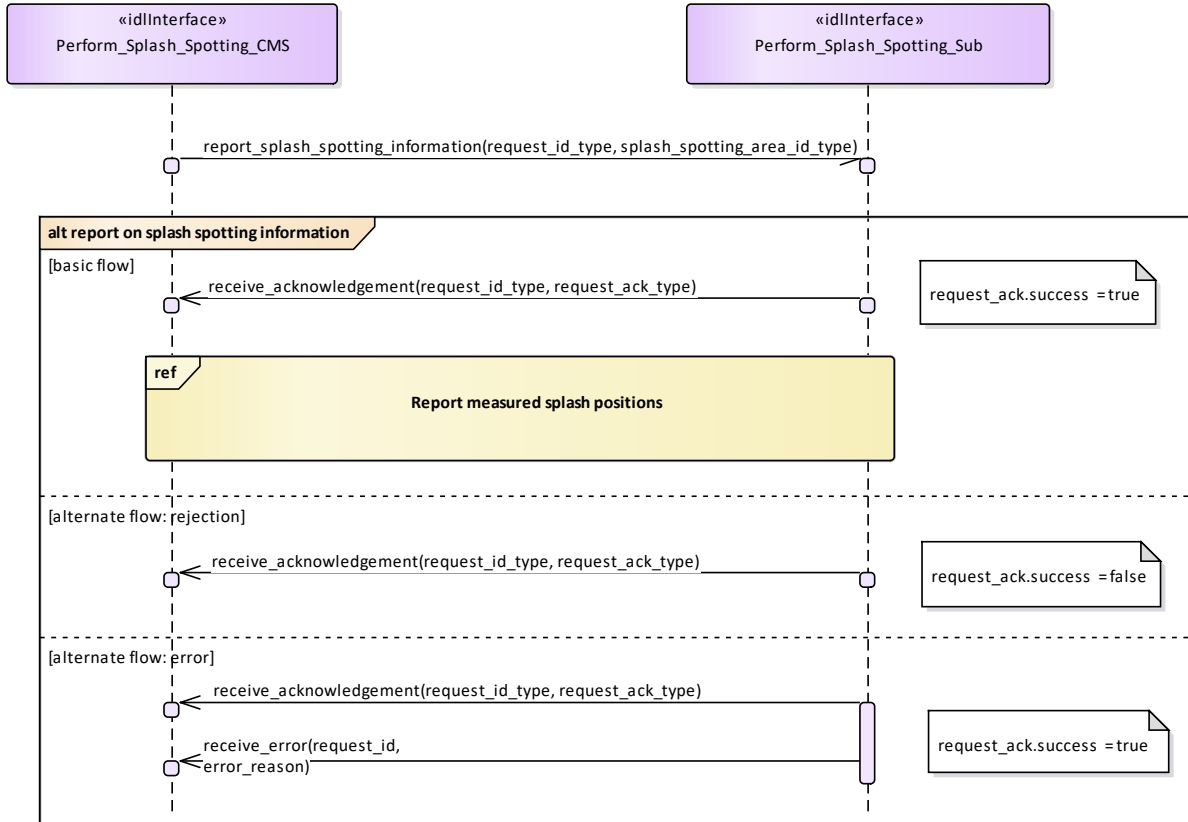 «idlInterface»
Perform_Splash_Spotting_CMS
«idlInterface»
Perform_Splash_Spotting_Sub
report_splash_spotting_information(request_id_type, splash_spotting_area_id_type)
alt report on splash spotting information
[basic flow]
receive_acknowledgement(request_id_type, request_ack_type)
request_ack.success =true
ref
Report measured splash positions
[alternate flow: rejection]
receive_acknowledgement(request_id_type, request_ack_type)
request_ack.success =false
[alternate flow: error]
receive_acknowledgement(request_id_type, request_ack_type)
receive_error(request_id,
error_reason)
request_ack.success =true